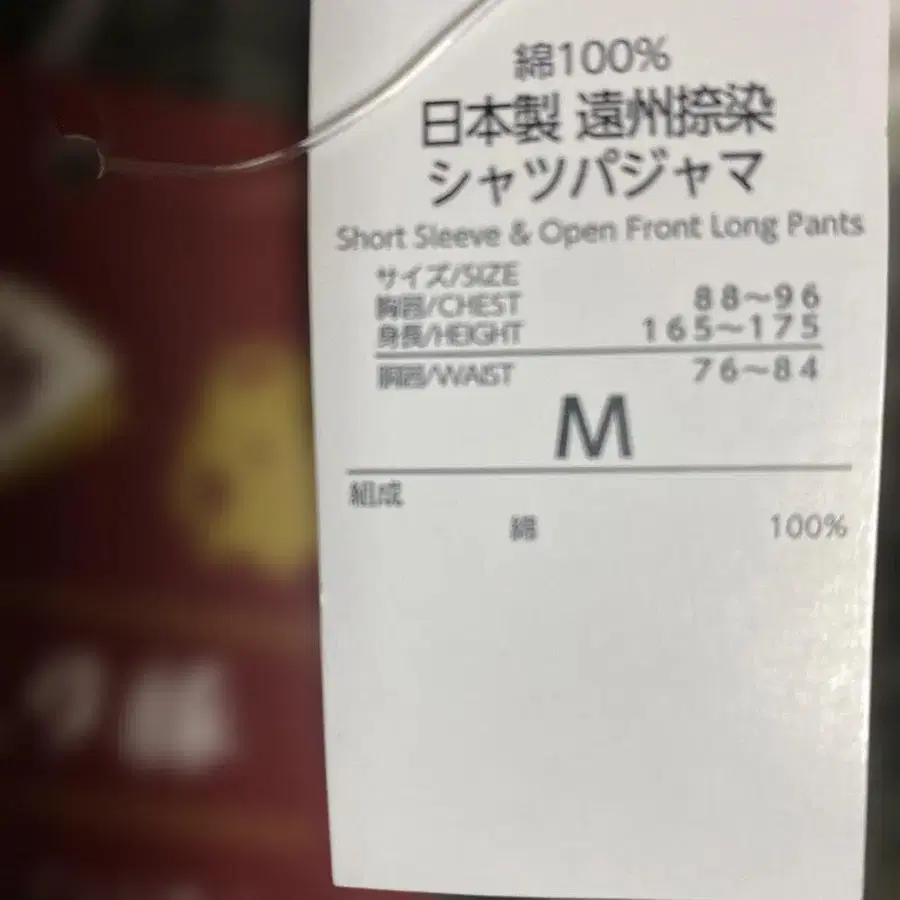 綿100%
日本製 遠州捺染
シャツパジャマ
Short Sleeve & Open Front Long Pants
サイズ/SIZE
胸囲/CHEST 88～96
身長/HEIGHT 165～175
胴囲/WAIST 76～84
M
組成
綿 100%